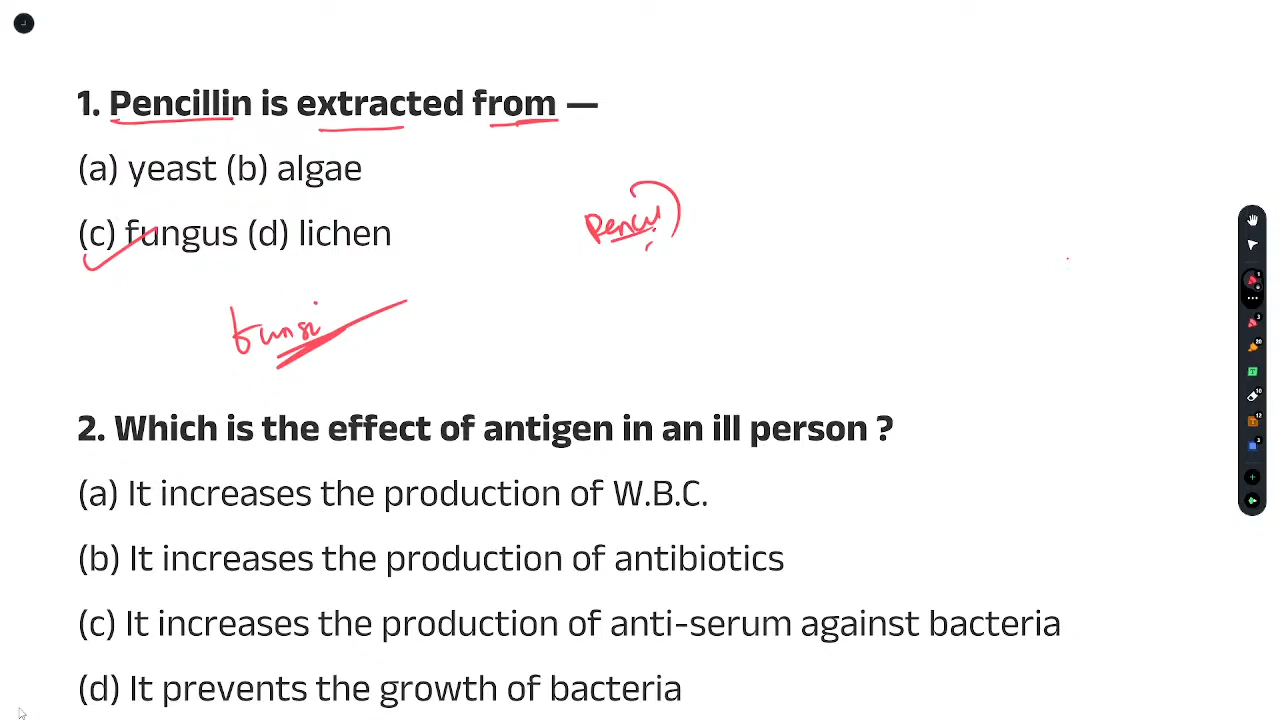 1. Pencillin is extracted from —
(a) yeast (b) algae
(c) fungus (d) lichen
2. Which is the effect of antigen in an ill person ?
(a) It increases the production of W.B.C.
(b) It increases the production of antibiotics
(c) It increases the production of anti-serum against bacteria
(d) It prevents the growth of bacteria